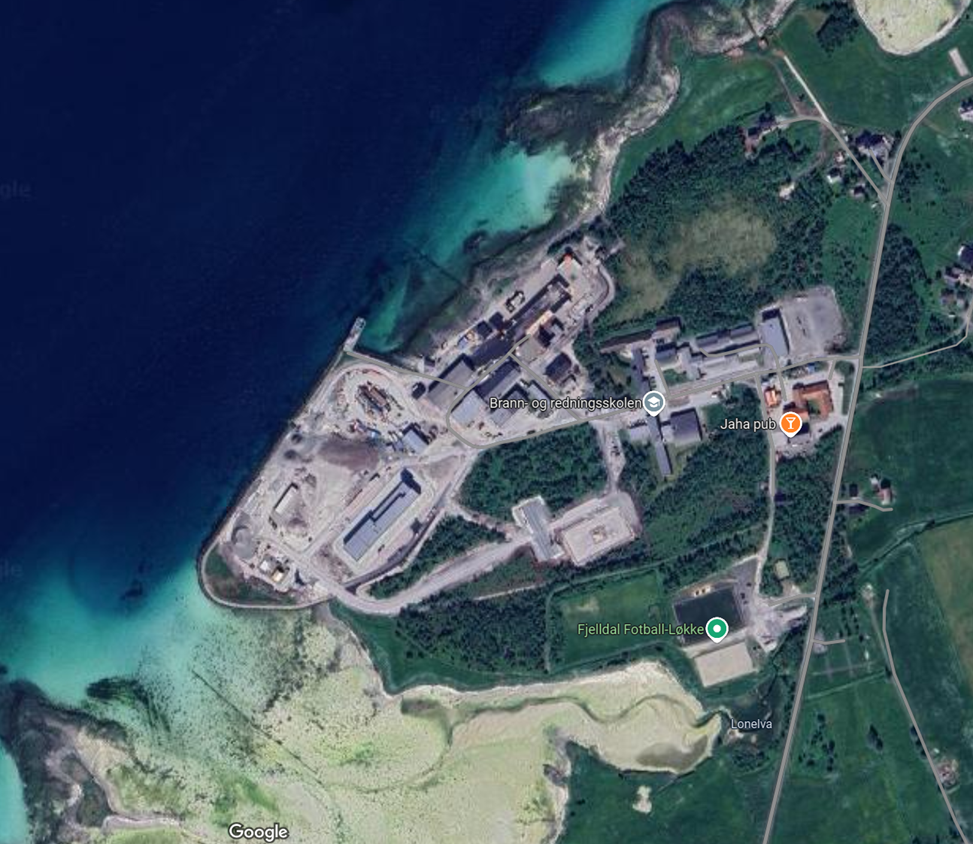 Brann- og redningsskolen
Jaha pub
Fjelldal Fotball-Løkke
Lonelva
Google